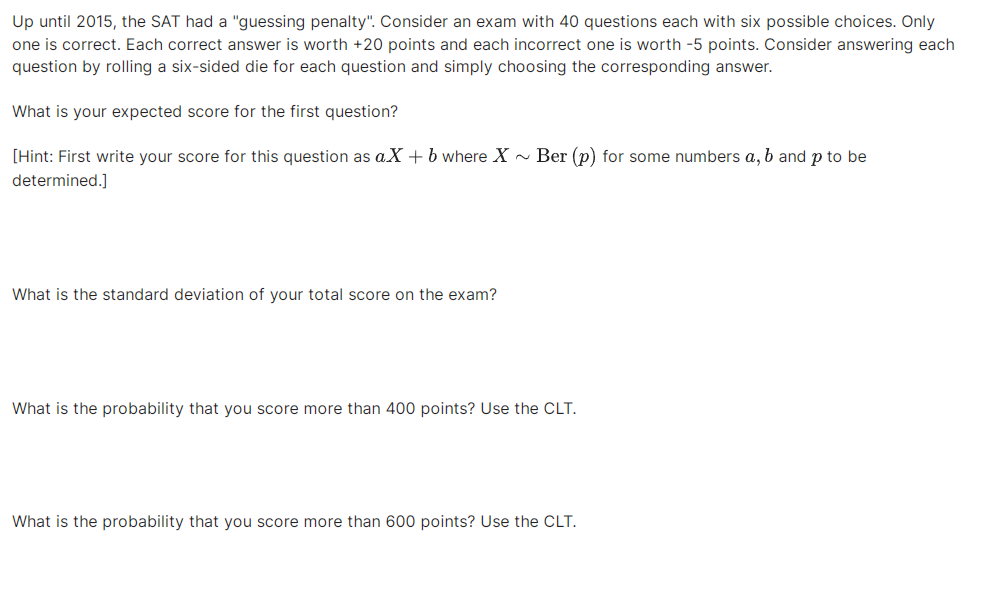 Up until 2015, the SAT had a "guessing penalty". Consider an exam with 40 questions each with six possible choices. Only
one is correct. Each correct answer is worth +20 points and each incorrect one is worth -5 points. Consider answering each
question by rolling a six-sided die for each question and simply choosing the corresponding answer.
What is your expected score for the first question?
[Hint: First write your score for this question as aX + b where X ∼ Ber (p) for some numbers a, b and p to be
determined.]
What is the standard deviation of your total score on the exam?
What is the probability that you score more than 400 points? Use the CLT.
What is the probability that you score more than 600 points? Use the CLT.